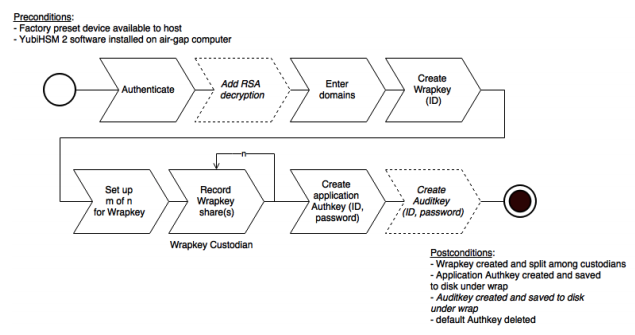 Preconditions:
- Factory preset device available to host
- YubiHSM 2 software installed on air-gap computer
Authenticate
Add RSA
decryption
Enter
domains
Create
Wrapkey
(ID)
Set up
m of n
for Wrapkey
Record
Wrapkey
share(s)
n
Wrapkey Custodian
Create
application
Authkey (ID,
password)
Create
Auditkey
(ID, password)
Postconditions:
- Wrapkey created and split among custodians
- Application Authkey created and saved
to disk under wrap
- Auditkey created and saved to disk
under wrap
- default Authkey deleted